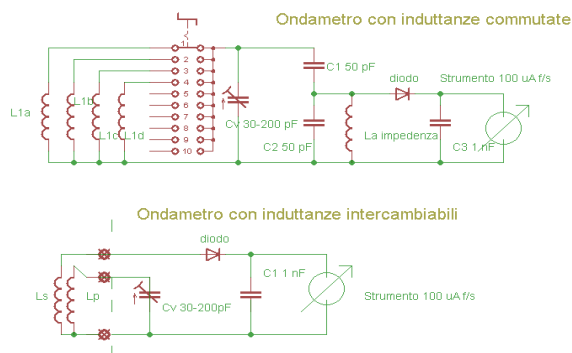 Ondametro con induttanze commutate
1
2
3
4
5
6
7
8
9
10
L1a
L1b
L1c
L1d
Cv 30-200 pF
C1 50 pF
C2 50 pF
diodo
La impedenza
Strumento 100 uA f/s
C3 1 nF
Ondametro con induttanze intercambiabili
diodo
Ls
Lp
Cv 30-200pF
C1 1 nF
Strumento 100 uA f/s